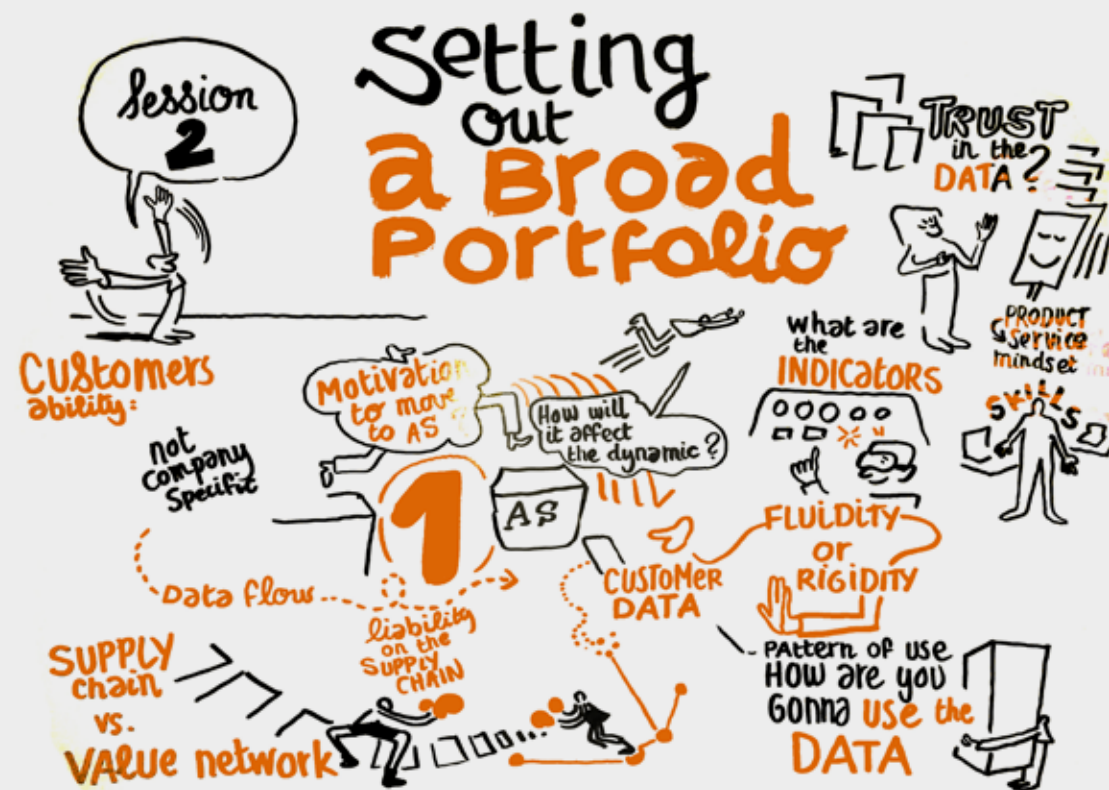 Session
2
Setting
out
a Broad
Portfolio
TRUST
in the
DATA?
PRODUCT
Service
mindset
SKILLS
Customers
ability:
not
company
Specific
Motivation
to move
to AS
How will
it affect
the dynamic?
1
AS
what are
the
INDICATORS
FLUIDITY
or
RIGIDITY
Data flow
CUSTOMER
DATA
liability
on the
SUPPLY
CHAIN
SUPPLY
chain
vs.
VALUE network
Pattern of use
How are you
Gonna use the
DATA